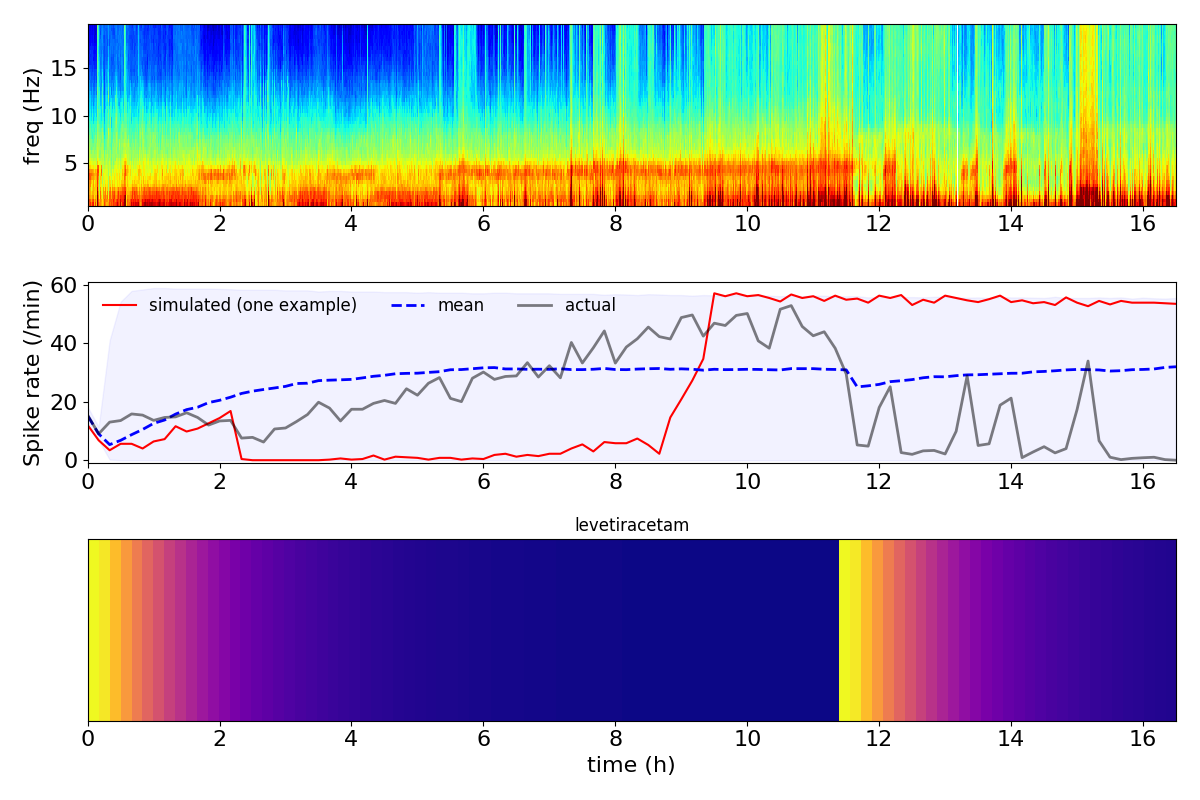 freq (Hz)
15
10
5
0 2 4 6 8 10 12 14 16
Spike rate (/min)
60
40
20
0
simulated (one example) mean actual
0 2 4 6 8 10 12 14 16
levetiracetam
0 2 4 6 8 10 12 14 16
time (h)